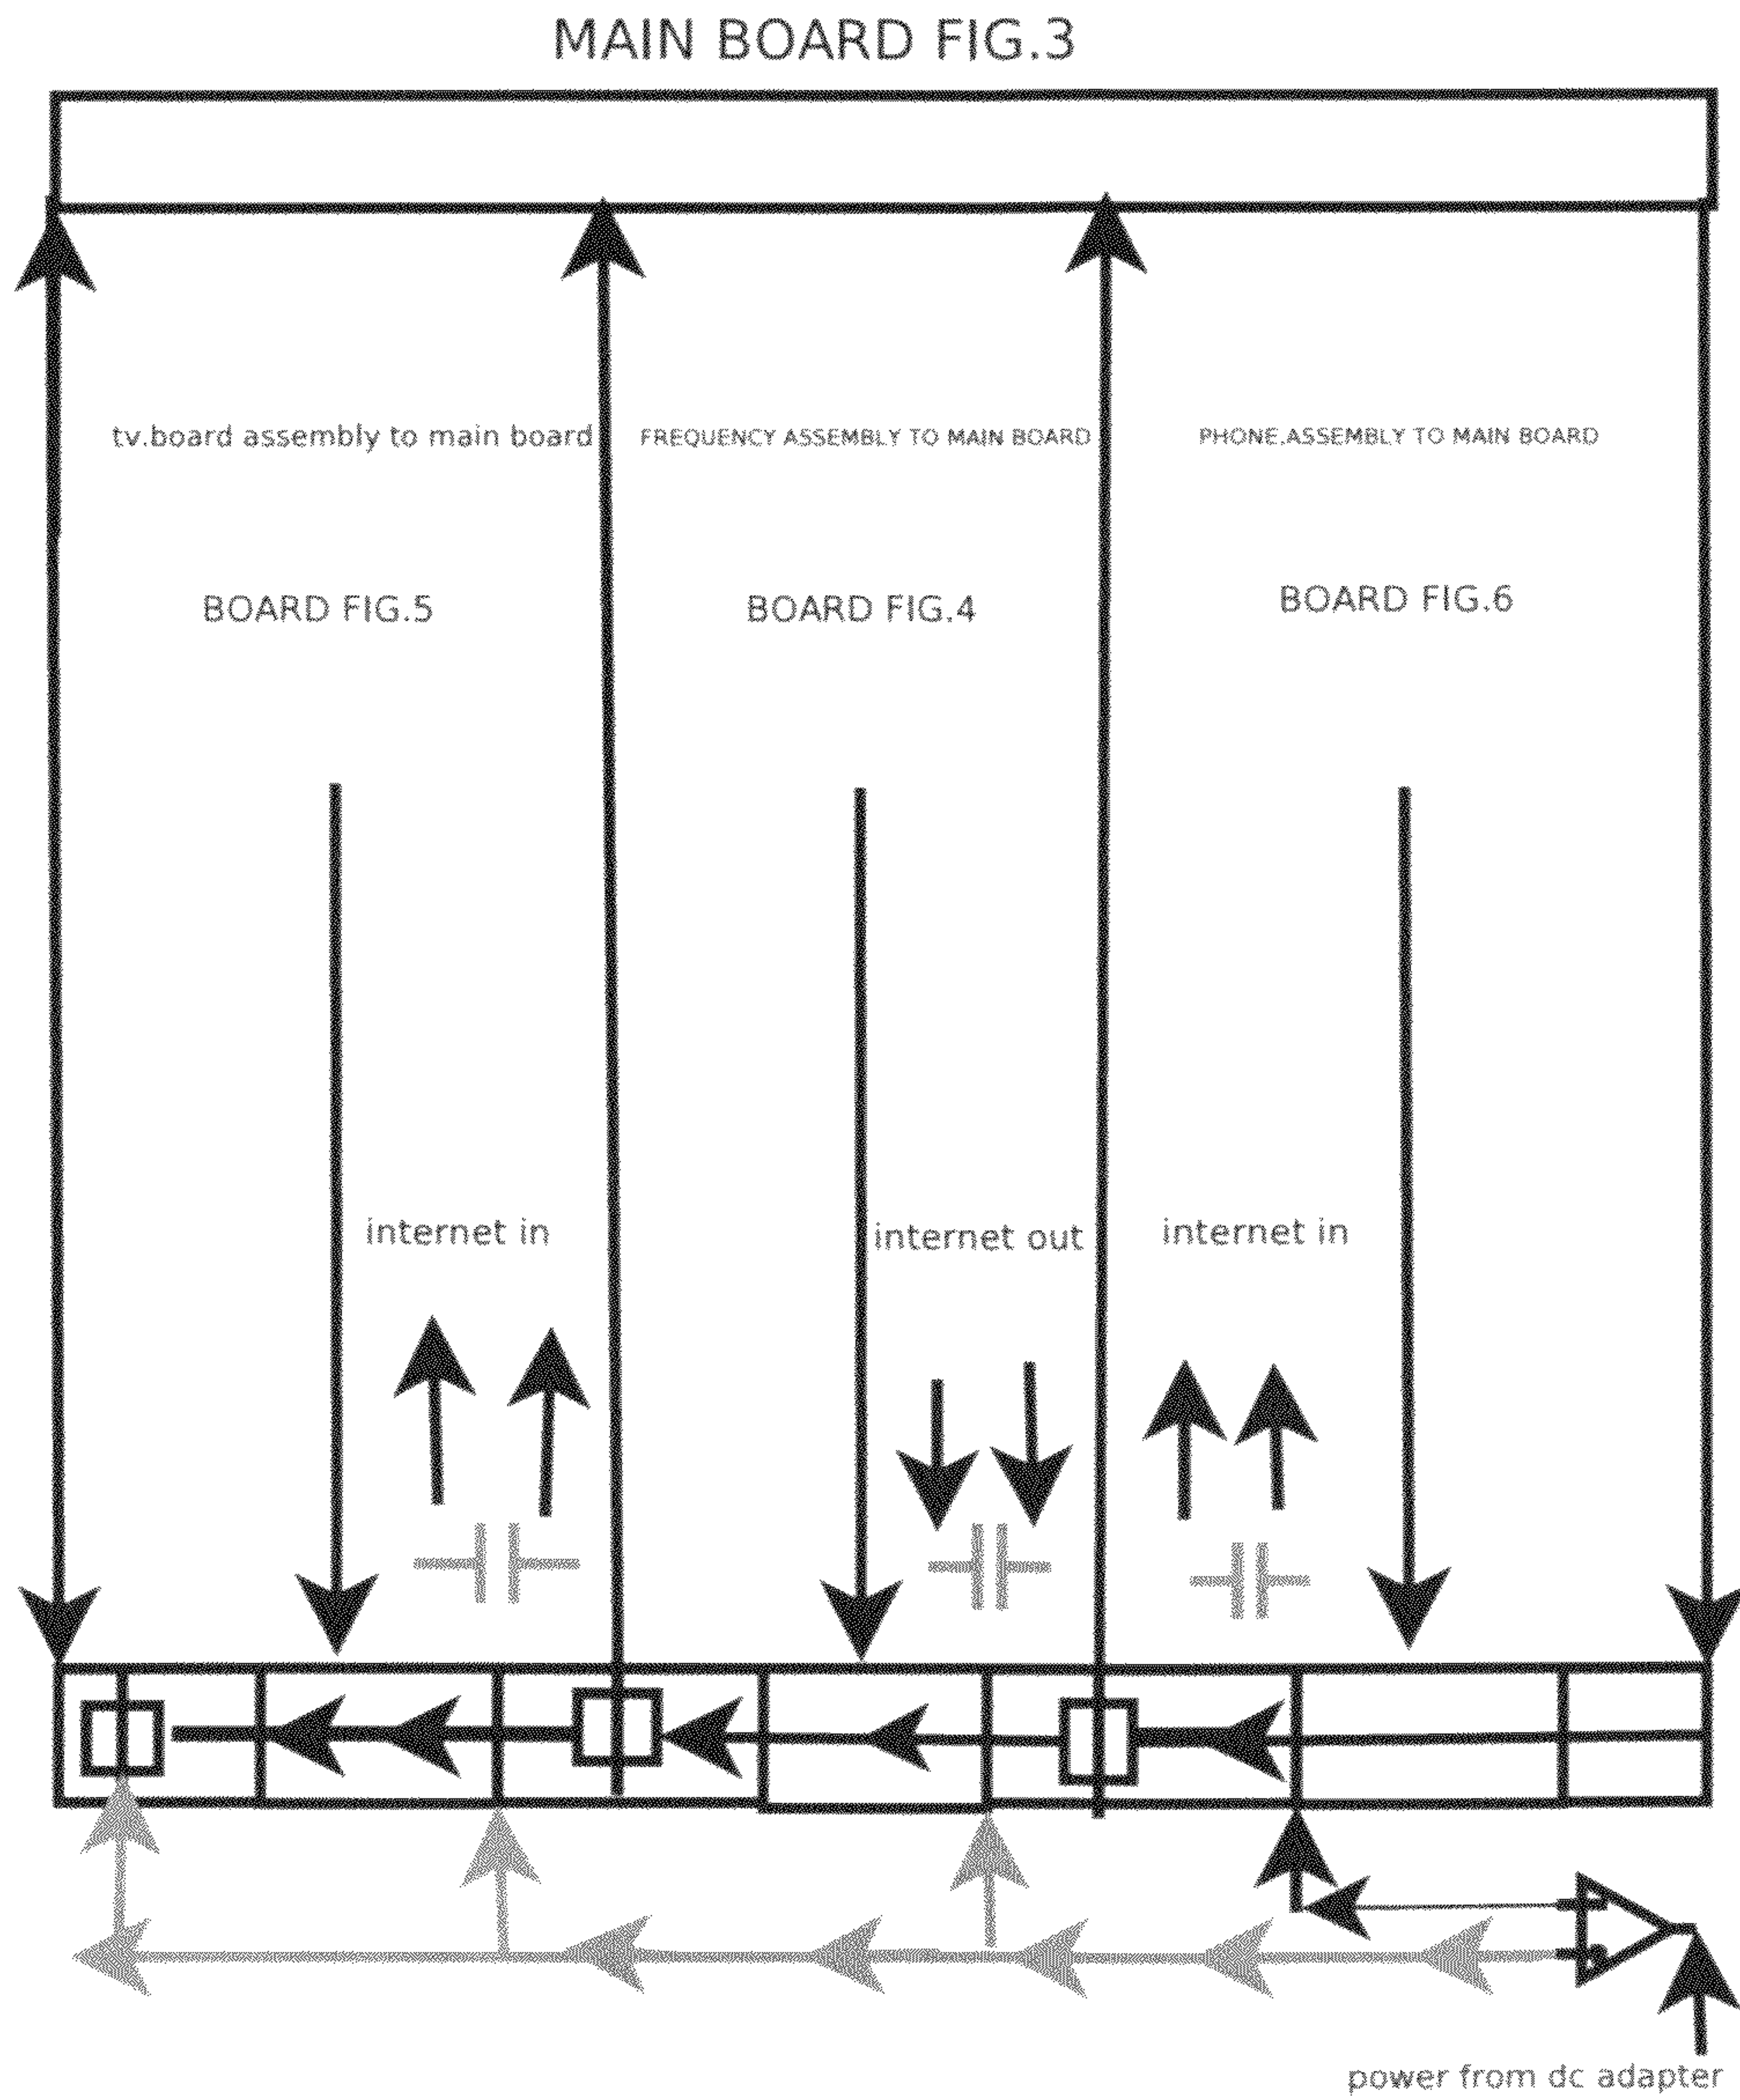 MAIN BOARD FIG.3
tv.board assembly to main board
FREQUENCY ASSEMBLY TO MAIN BOARD
PHONE.ASSEMBLY TO MAIN BOARD
BOARD FIG.5
BOARD FIG.4
BOARD FIG.6
internet in
internet out
internet in
power from dc adapter